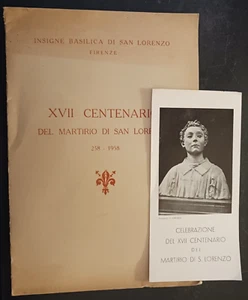 INSIGNE BASILICA DI SAN LORENZO
FIRENZE
XVII CENTENARIO
DEL MARTIRIO DI SAN LORE
258 - 1958
CELEBRAZIONE
DEL XVII CENTENARIO
DEL
MARTIRIO DI S. LORENZO